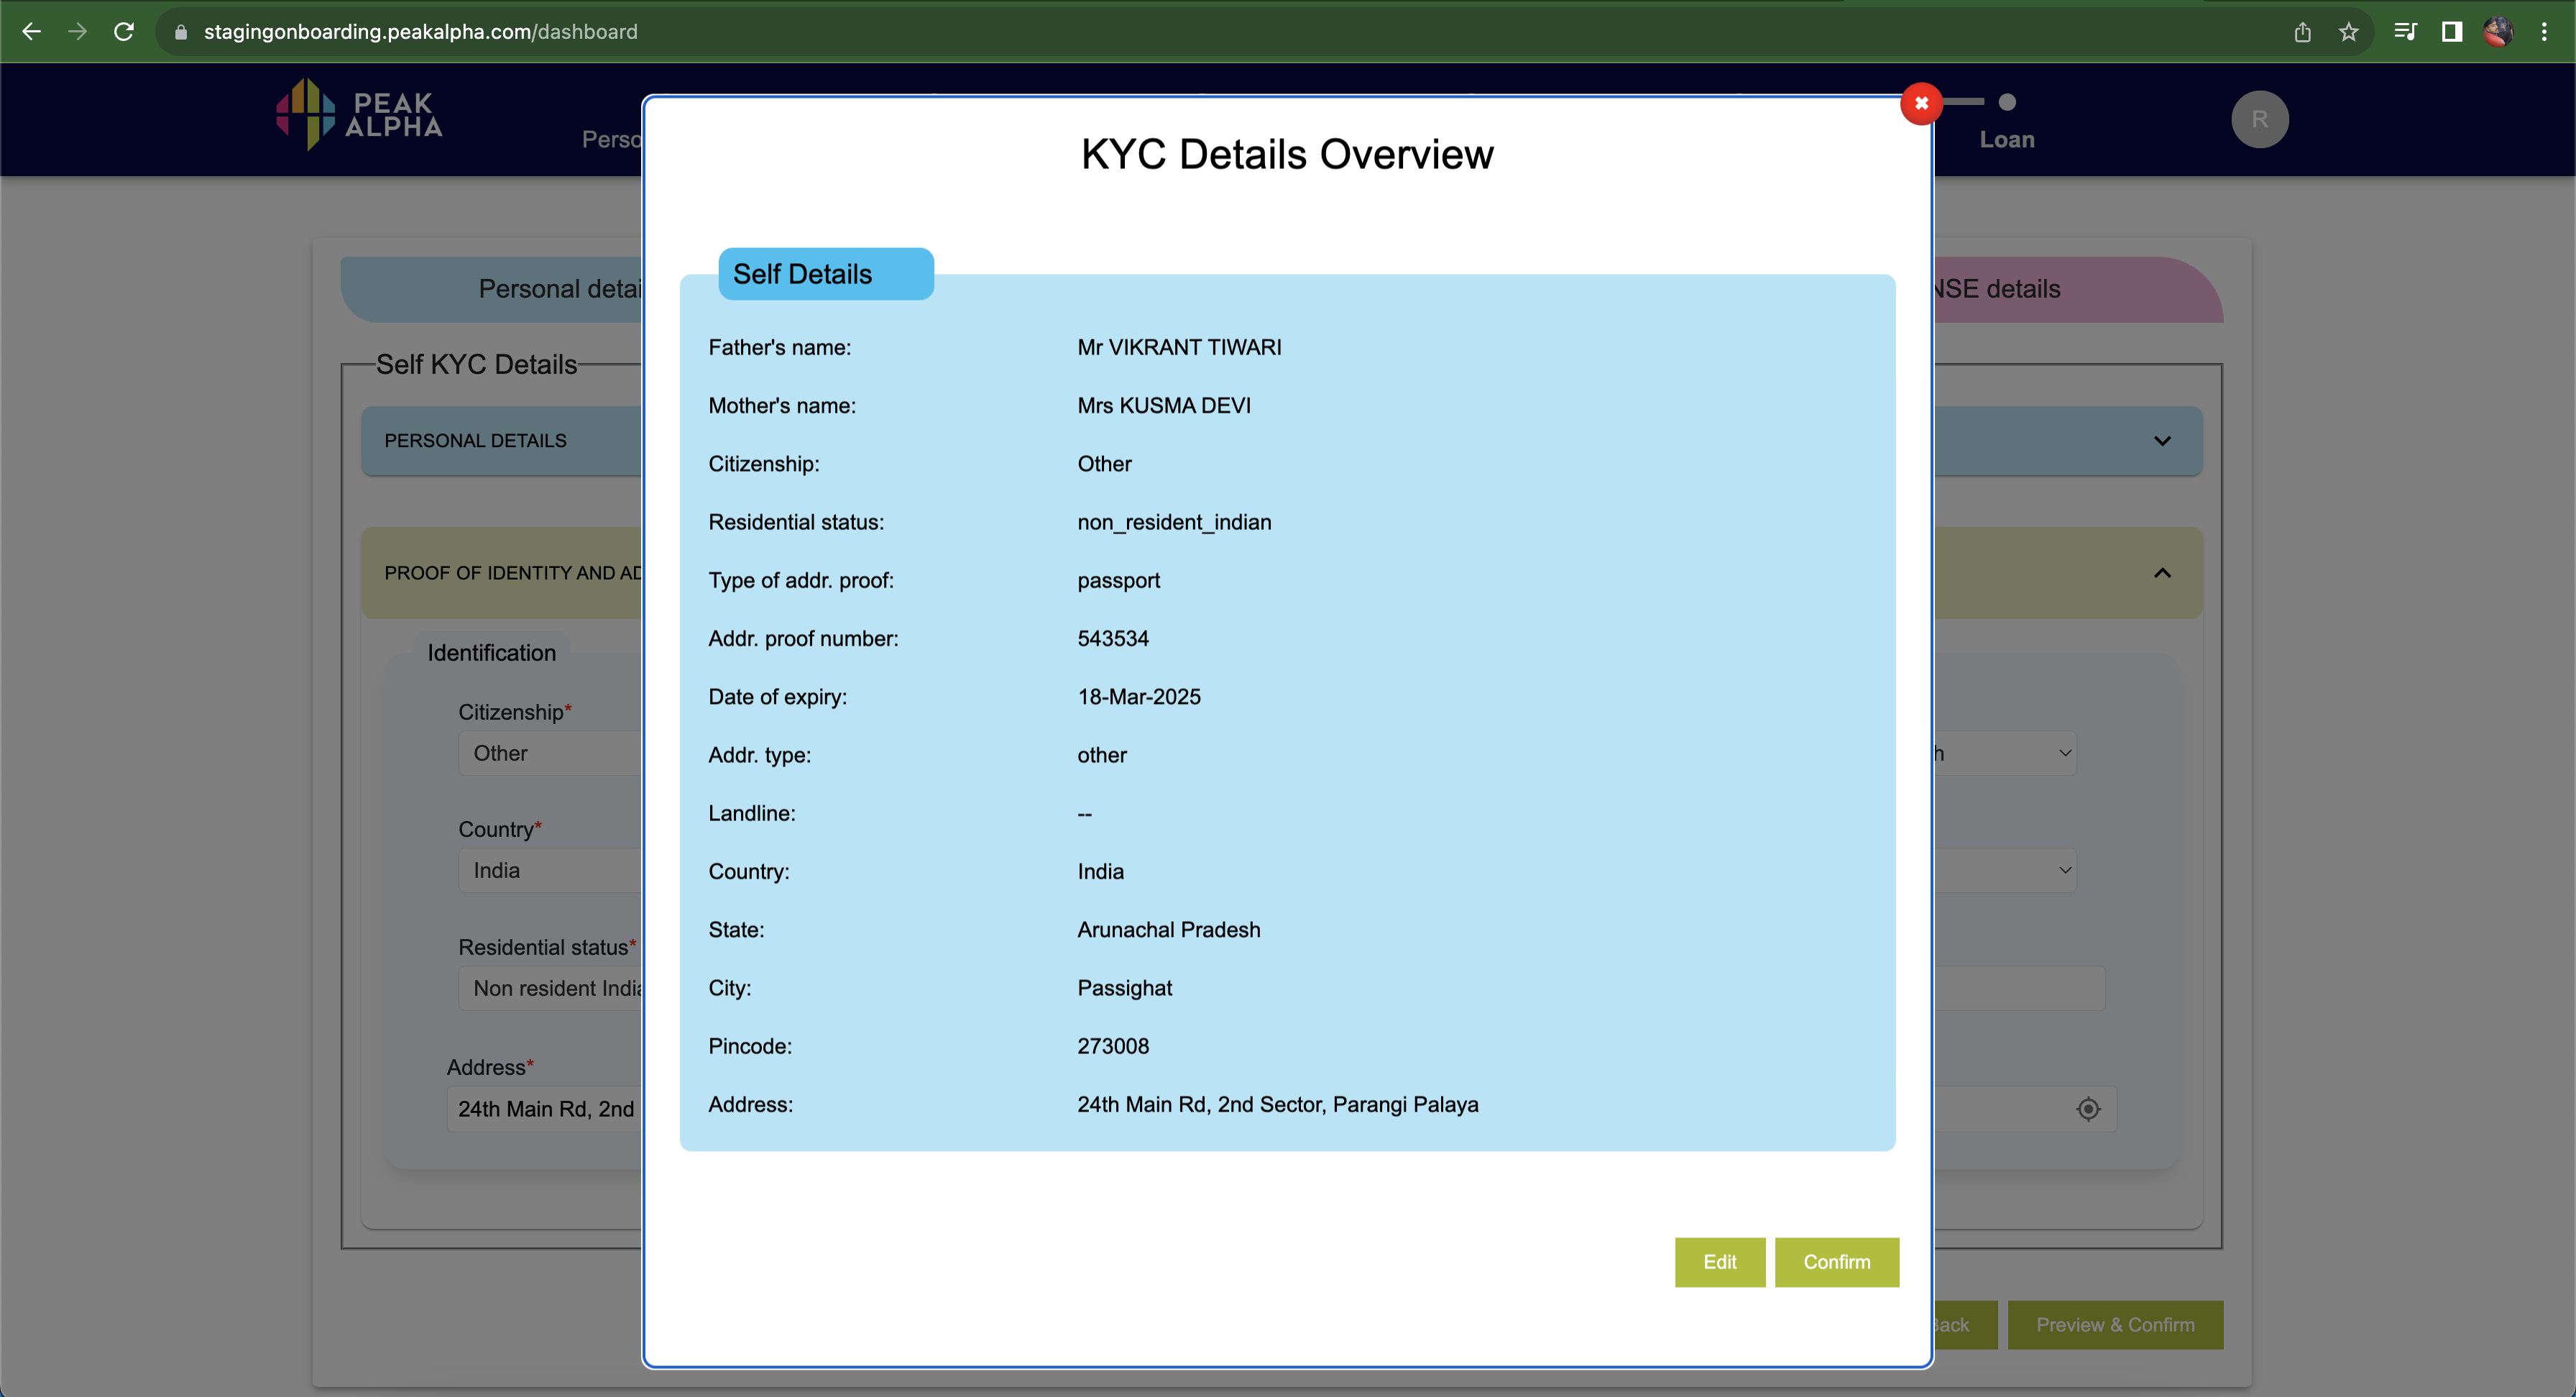 stagingonboarding.peakalpha.com/dashboard
PEAK
ALPHA
Perso
Loan
R
KYC Details Overview
Personal detai
NSE details
Self KYC Details
PERSONAL DETAILS
PROOF OF IDENTITY AND AD
Identification
Citizenship*
Other
h
Country*
India
Residential status*
Non resident India
Address*
24th Main Rd, 2nd
Self Details
Father's name: Mr VIKRANT TIWARI
Mother's name: Mrs KUSMA DEVI
Citizenship: Other
Residential status: non_resident_indian
Type of addr. proof: passport
Addr. proof number: 543534
Date of expiry: 18-Mar-2025
Addr. type: other
Landline: --
Country: India
State: Arunachal Pradesh
City: Passighat
Pincode: 273008
Address: 24th Main Rd, 2nd Sector, Parangi Palaya
Edit
Confirm
Back
Preview & Confirm